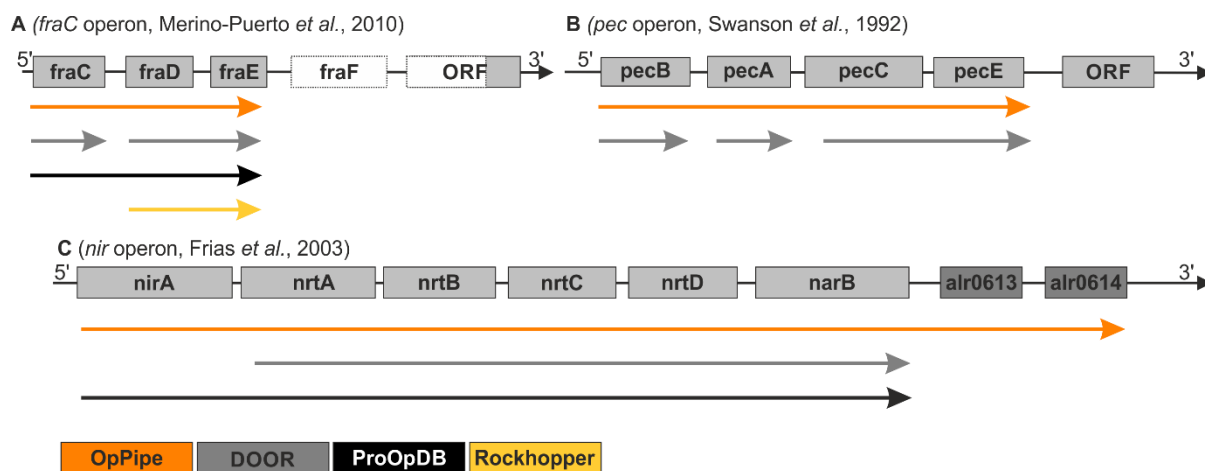 A (fraC operon, Merino-Puerto et al., 2010)
5' fraC fraD fraE fraF ORF 3'
B (pec operon, Swanson et al., 1992)
5' pecB pecA pecC pecE ORF 3'
C (nir operon, Frias et al., 2003)
5' nirA nrtA nrtB nrtC nrtD narB alr0613 alr0614 3'
OpPipe DOOR ProOpDB Rockhopper